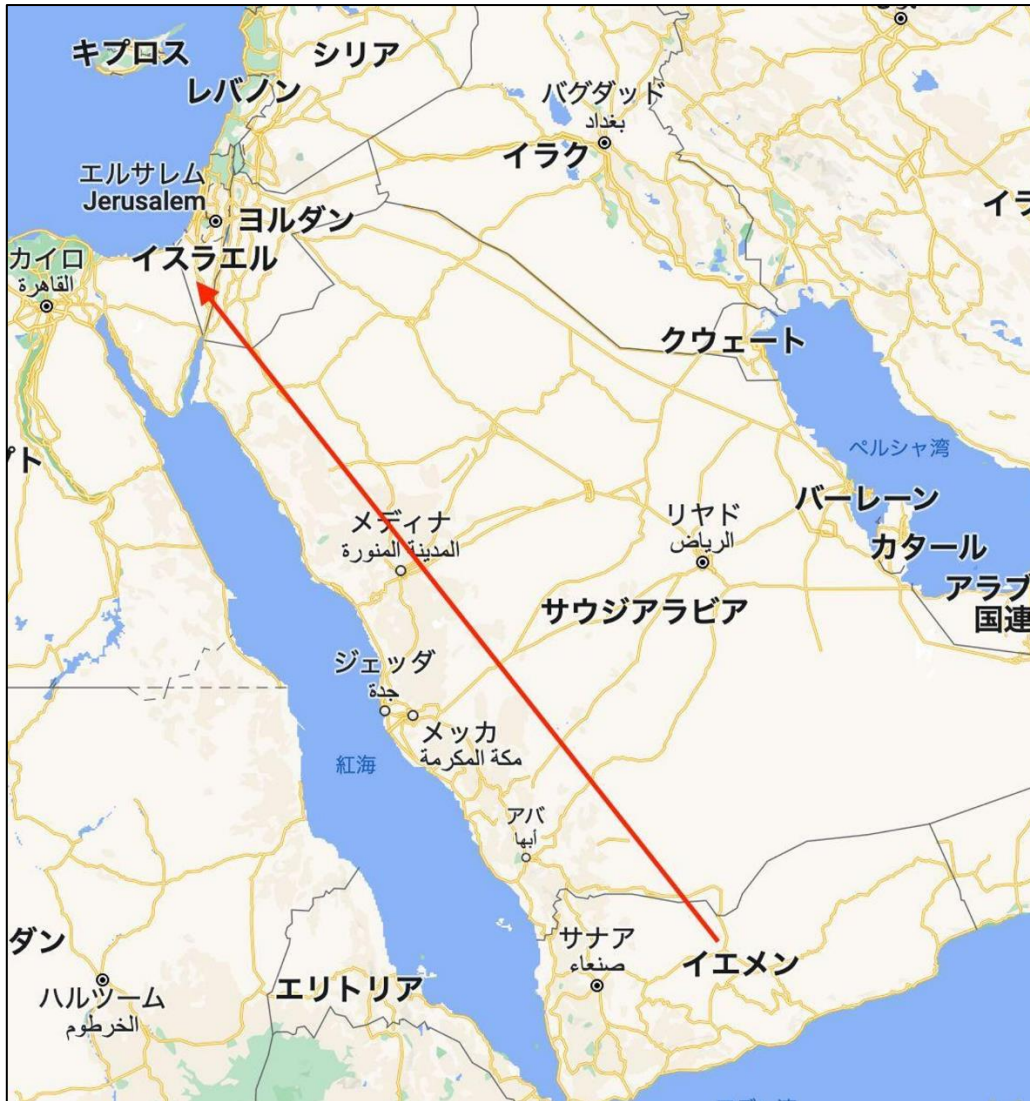 キプロス
シリア
レバノン
バグダッド
بغداد
イラク
エルサレム
Jerusalem
ヨルダン
イラ
カイロ
القاهرة
イスラエル
クウェート
プト
ペルシャ湾
メディナ
المدينة المنورة
リヤド
الرياض
バーレーン
カタール
アラブ
国連
サウジアラビア
ジェッダ
جدة
メッカ
مكة المكرمة
紅海
アバ
أبها
ダン
サナア
صنعاء
イエメン
ハルツーム
الخرطوم
エリトリア